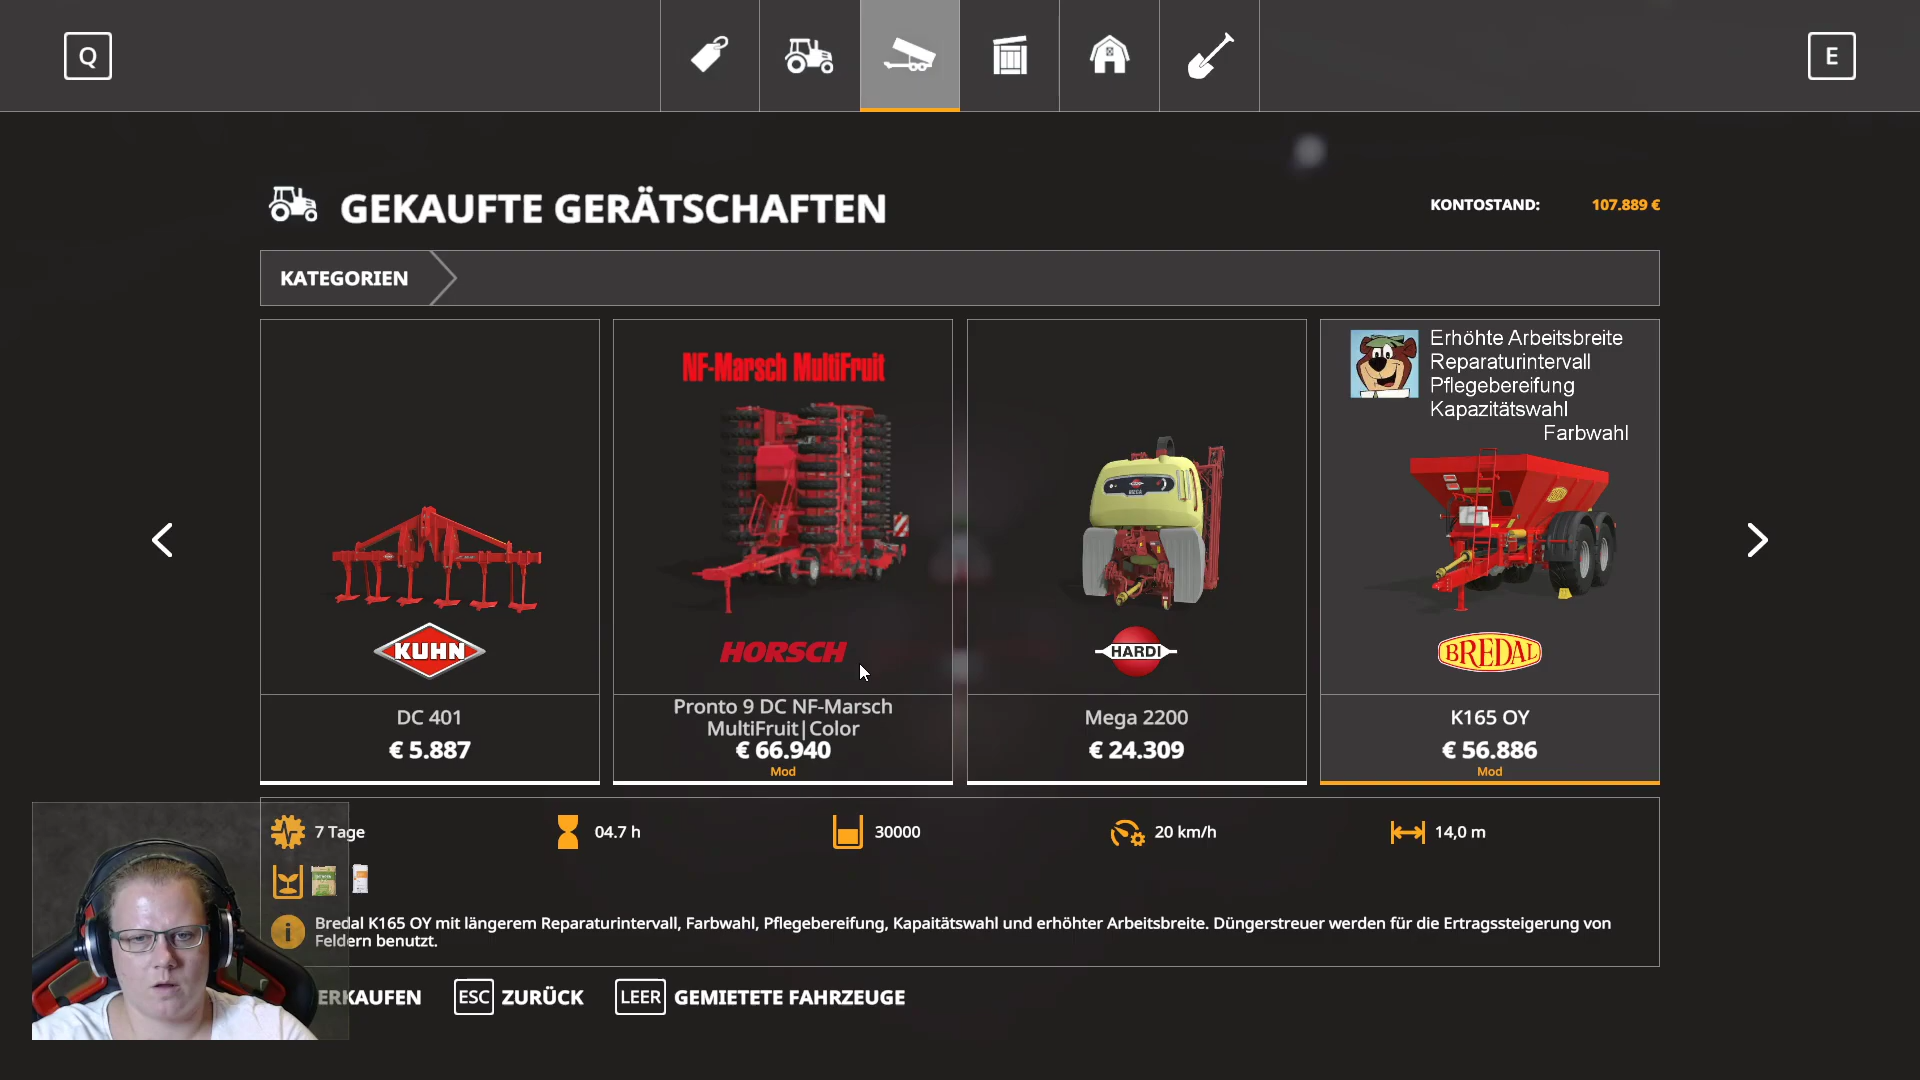 Q
E
GEKAUFTE GERÄTSCHAFTEN
KONTOSTAND: 107.889 €
KATEGORIEN
NF-Marsch MultiFruit
Erhöhte Arbeitsbreite
Reparaturintervall
Pflegebereifung
Kapazitätswahl
Farbwahl
KUHN
HORSCH
HARDI
BREDAL
DC 401
€ 5.887
Pronto 9 DC NF-Marsch
MultiFruit|Color
€ 66.940
Mod
Mega 2200
€ 24.309
K165 OY
€ 56.886
Mod
7 Tage
04.7 h
30000
20 km/h
14,0 m
Bredal K165 OY mit längerem Reparaturintervall, Farbwahl, Pflegebereifung, Kapaitätswahl und erhöhter Arbeitsbreite. Düngerstreuer werden für die Ertragssteigerung von
Feldern benutzt.
ERKAUFEN
ESC ZURÜCK
LEER GEMIETETE FAHRZEUGE